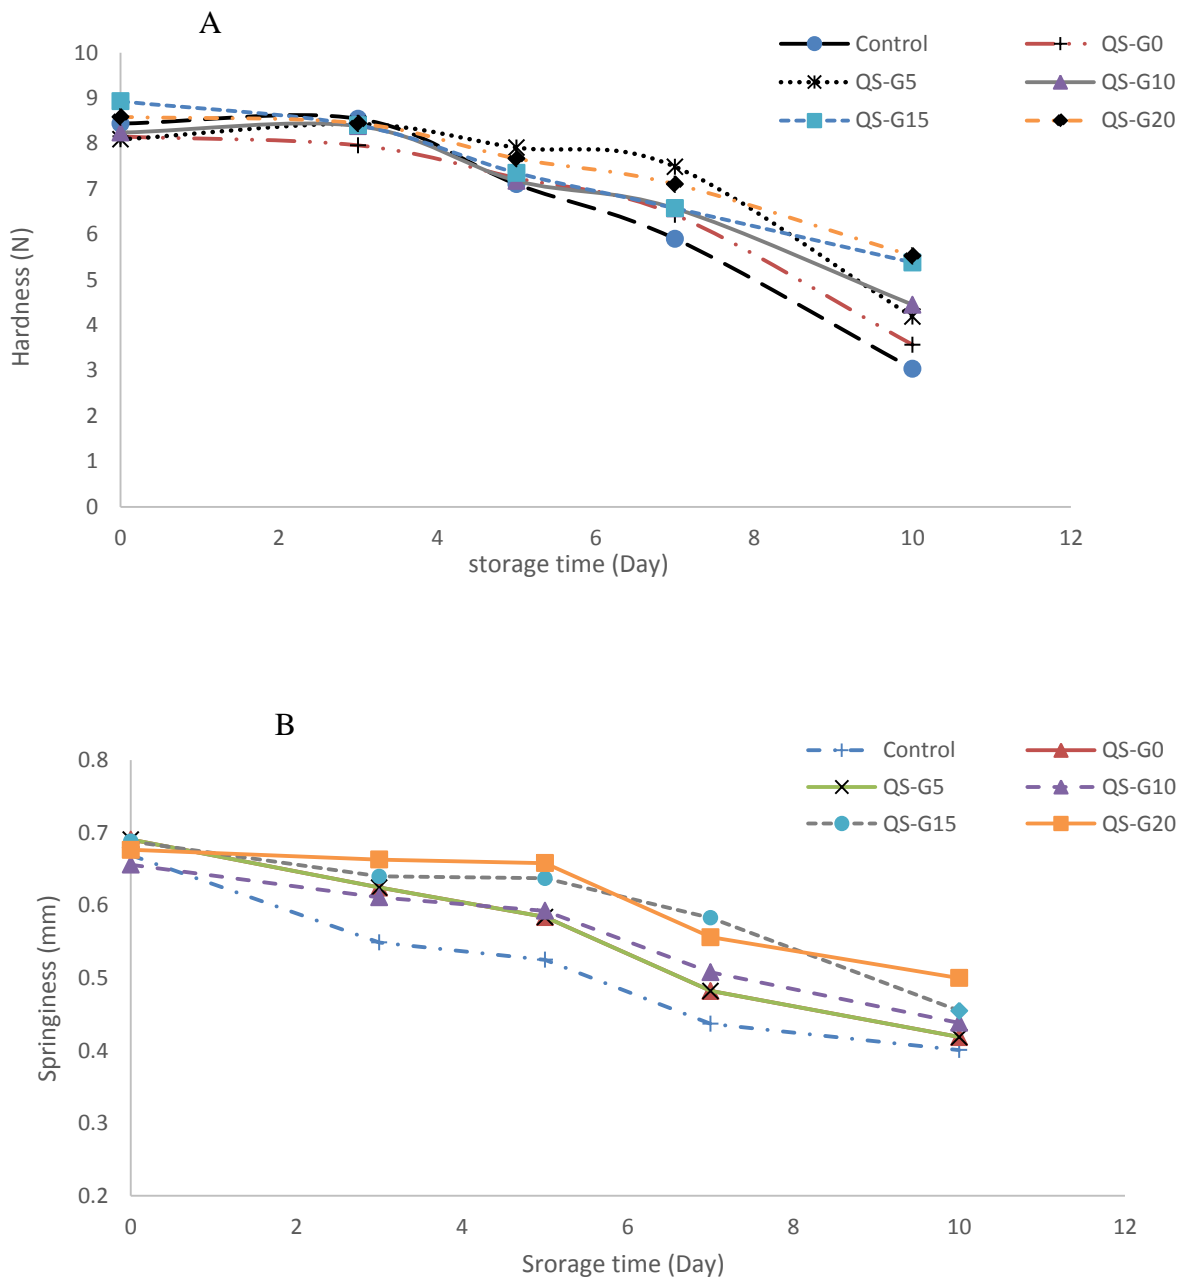 A
Control QS-G0
QS-G5 QS-G10
QS-G15 QS-G20
10
9
8
7
6
5
4
3
2
1
0
Hardness (N)
0 2 4 6 8 10 12
storage time (Day)
B
Control QS-G0
QS-G5 QS-G10
QS-G15 QS-G20
0.8
0.7
0.6
0.5
0.4
0.3
0.2
Springiness (mm)
0 2 4 6 8 10 12
Srorage time (Day)